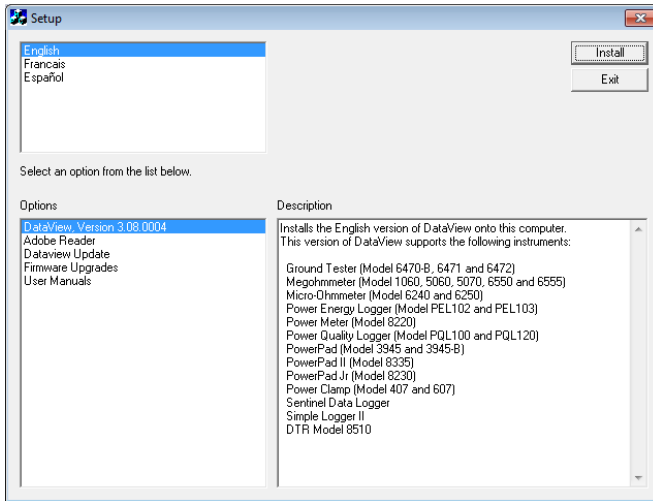 Setup
English
Francais
Español
Install
Exit
Select an option from the list below.
Options
DataView, Version 3.08.0004
Adobe Reader
Dataview Update
Firmware Upgrades
User Manuals
Description
Installs the English version of DataView onto this computer.
This version of DataView supports the following instruments:
Ground Tester (Model 6470-B, 6471 and 6472)
Megohmmeter (Model 1060, 5060, 5070, 6550 and 6555)
Micro-Ohmmeter (Model 6240 and 6250)
Power Energy Logger (Model PEL102 and PEL103)
Power Meter (Model 8220)
Power Quality Logger (Model PQL100 and PQL120)
PowerPad (Model 3945 and 3945-B)
PowerPad II (Model 8335)
PowerPad Jr (Model 8230)
Power Clamp (Model 407 and 607)
Sentinel Data Logger
Simple Logger II
DTR Model 8510